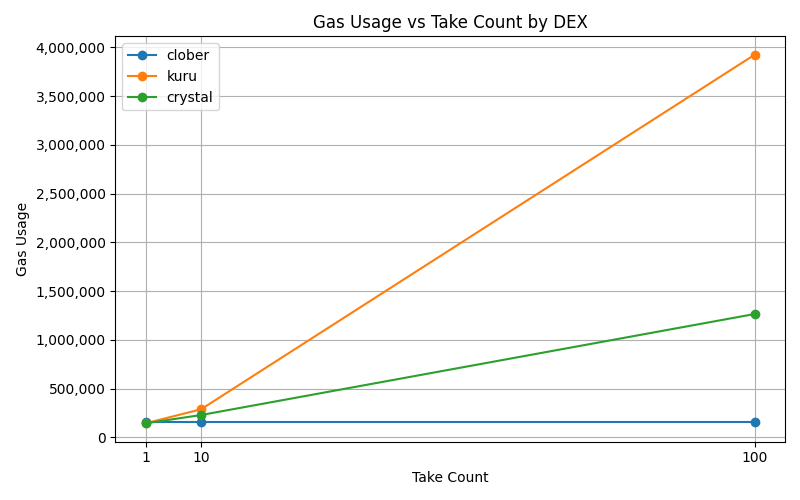 Gas Usage vs Take Count by DEX
clober
kuru
crystal
4,000,000
3,500,000
3,000,000
2,500,000
2,000,000
1,500,000
1,000,000
500,000
0
Gas Usage
1
10
100
Take Count